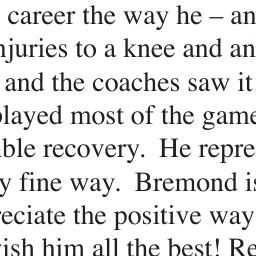 career the way he – an
njuries to a knee and an
and the coaches saw it
played most of the game
ble recovery. He repre
y fine way. Bremond is
reciate the positive way
ish him all the best! Re